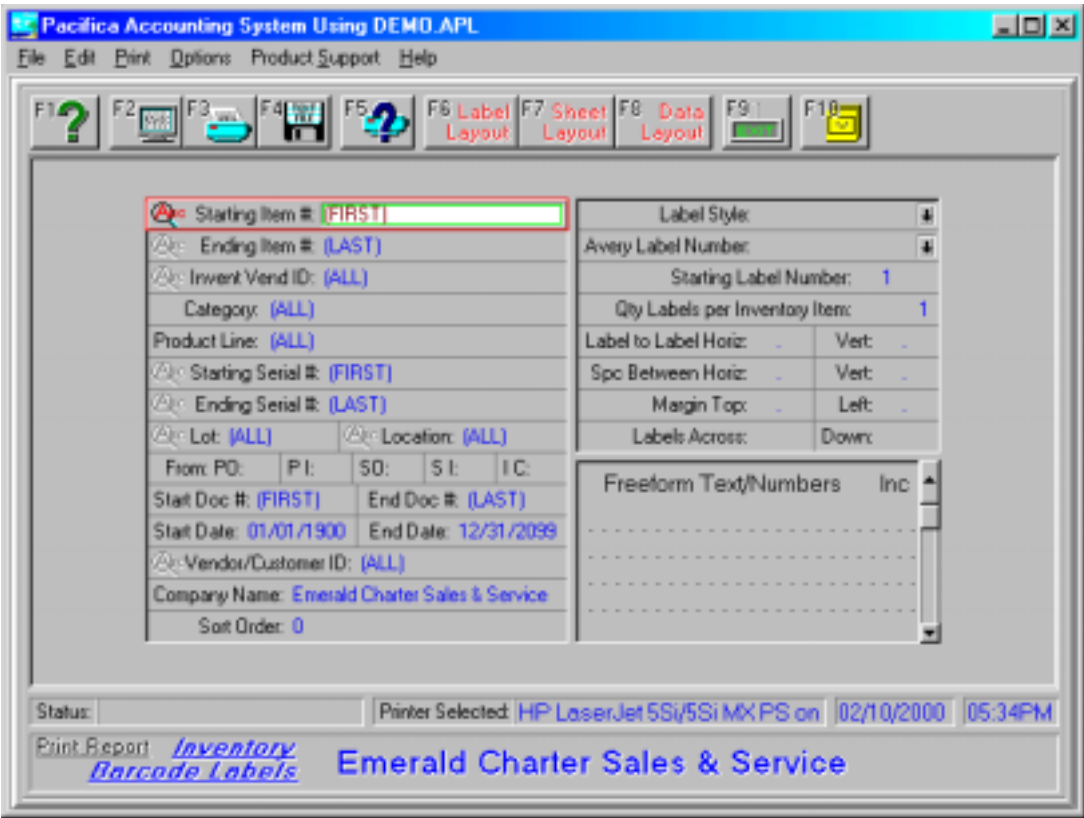 Pacifica Accounting System Using DEMO.APL
File Edit Print Options Product Support Help
F1 F2 F3 F4 F5 F6 Label Layout F7 Sheet Layout F8 Data Layout F9 F10
Starting Item #: (FIRST)
Ending Item #: (LAST)
Invent Vend ID: (ALL)
Category: (ALL)
Product Line: (ALL)
Starting Serial #: (FIRST)
Ending Serial #: (LAST)
Lot: (ALL) Location: (ALL)
From: PO: P I: SO: S I: I C:
Start Doc #: (FIRST) End Doc #: (LAST)
Start Date: 01/01/1900 End Date: 12/31/2099
Vendor/Customer ID: (ALL)
Company Name: Emerald Charter Sales & Service
Sort Order: 0
Label Style:
Avery Label Number:
Starting Label Number: 1
Qty Labels per Inventory Item: 1
Label to Label Horiz: . Vert: .
Spc Between Horiz: . Vert: .
Margin Top: . Left: .
Labels Across: Down:
Freeform Text/Numbers Inc
Status: Printer Selected: HP LaserJet 5Si/5Si MX PS on 02/10/2000 05:34PM
Print Report Inventory
Barcode Labels
Emerald Charter Sales & Service